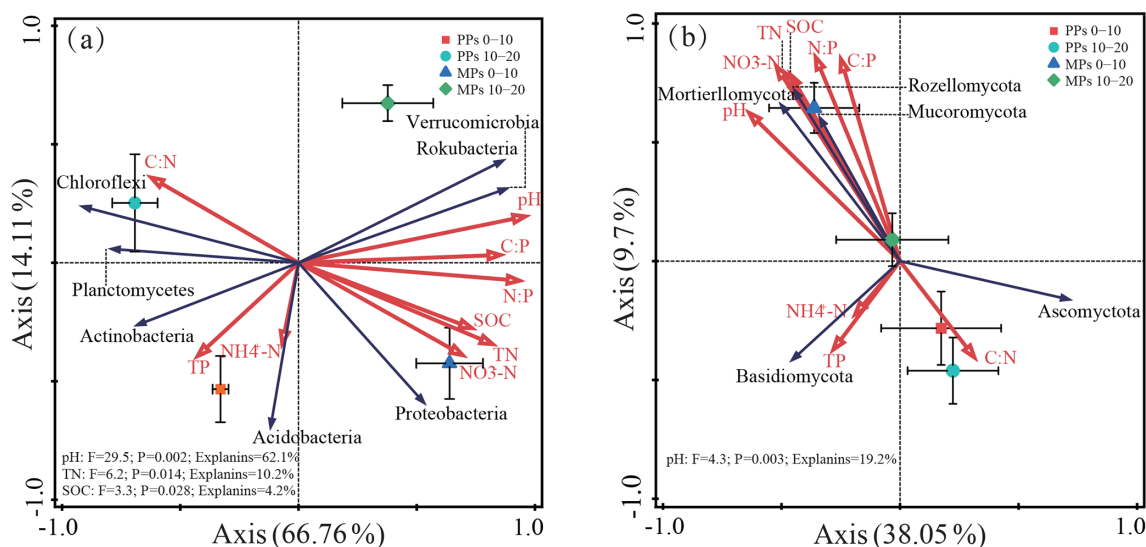 (a)
1.0
PPs 0-10
PPs 10-20
MPs 0-10
MPs 10-20
Verrucomicrobia
Rokubacteria
C:N
Chloroflexi
pH
C:P
N:P
Planctomycetes
Actinobacteria
SOC
TN
NH4+-N
TP
NO3-N
Proteobacteria
Acidobacteria
pH: F=29.5; P=0.002; Explanins=62.1%
TN: F=6.2; P=0.014; Explanins=10.2%
SOC: F=3.3; P=0.028; Explanins=4.2%
Axis (14.11 %)
-1.0
-1.0
Axis (66.76 %)
1.0
(b)
1.0
PPs 0-10
PPs 10-20
MPs 0-10
MPs 10-20
SOC
TN
N:P
C:P
NO3-N
Rozellomycota
Mortierllomycota
Mucoromycota
pH
NH4+-N
Ascomyctota
TP
C:N
Basidiomycota
pH: F=4.3; P=0.003; Explanins=19.2%
Axis (9.7 %)
-1.0
-1.0
Axis (38.05 %)
1.0